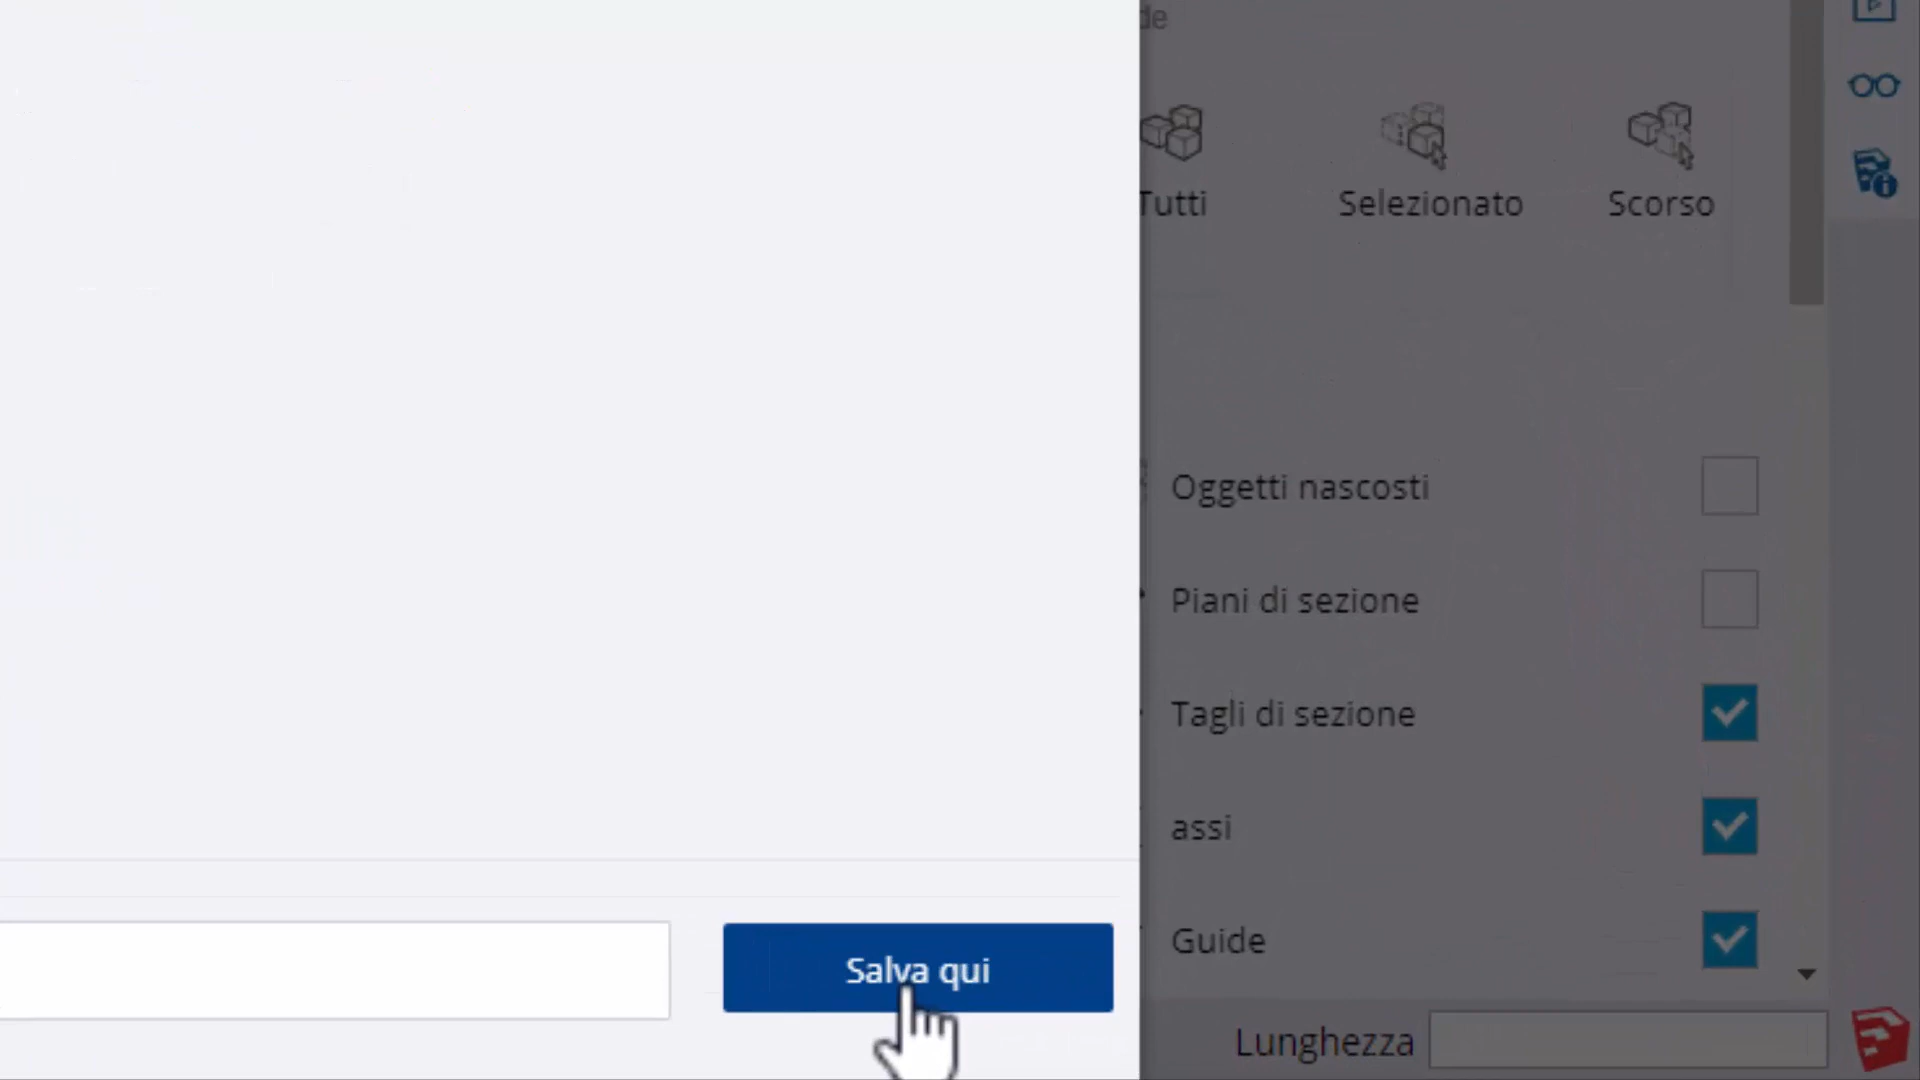 Tutti
Selezionato
Scorso
Oggetti nascosti
Piani di sezione
Tagli di sezione
assi
Guide
Salva qui
Lunghezza